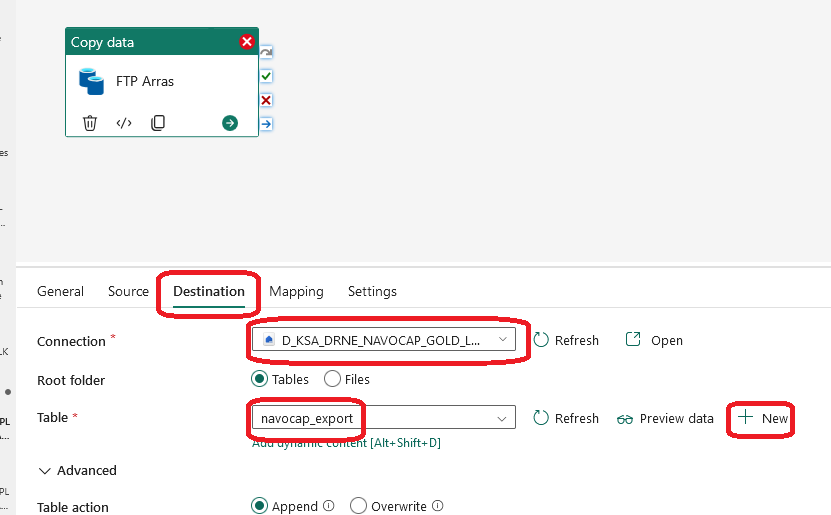 Copy data
FTP Arras
General Source Destination Mapping Settings
Connection * D_KSA_DRNE_NAVOCAP_GOLD_L... Refresh Open
Root folder Tables Files
Table * navocap_export Refresh Preview data New
Add dynamic content [Alt+Shift+D]
Advanced
Table action Append Overwrite